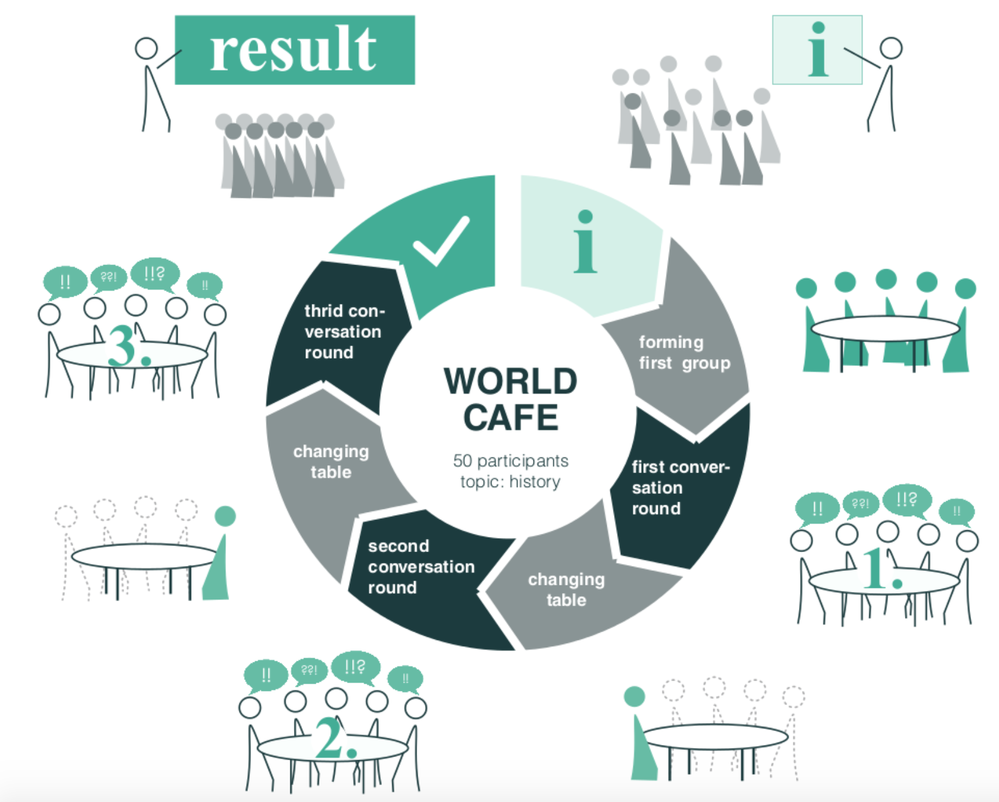 result
i
i
forming
first group
first conver-
sation
round
changing
table
second
conversation
round
changing
table
thrid con-
versation
round
WORLD
CAFE
50 participants
topic: history
!! ??! !!? !!
1.
!! ??! !!? !!
2.
!! ??! !!? !!
3.